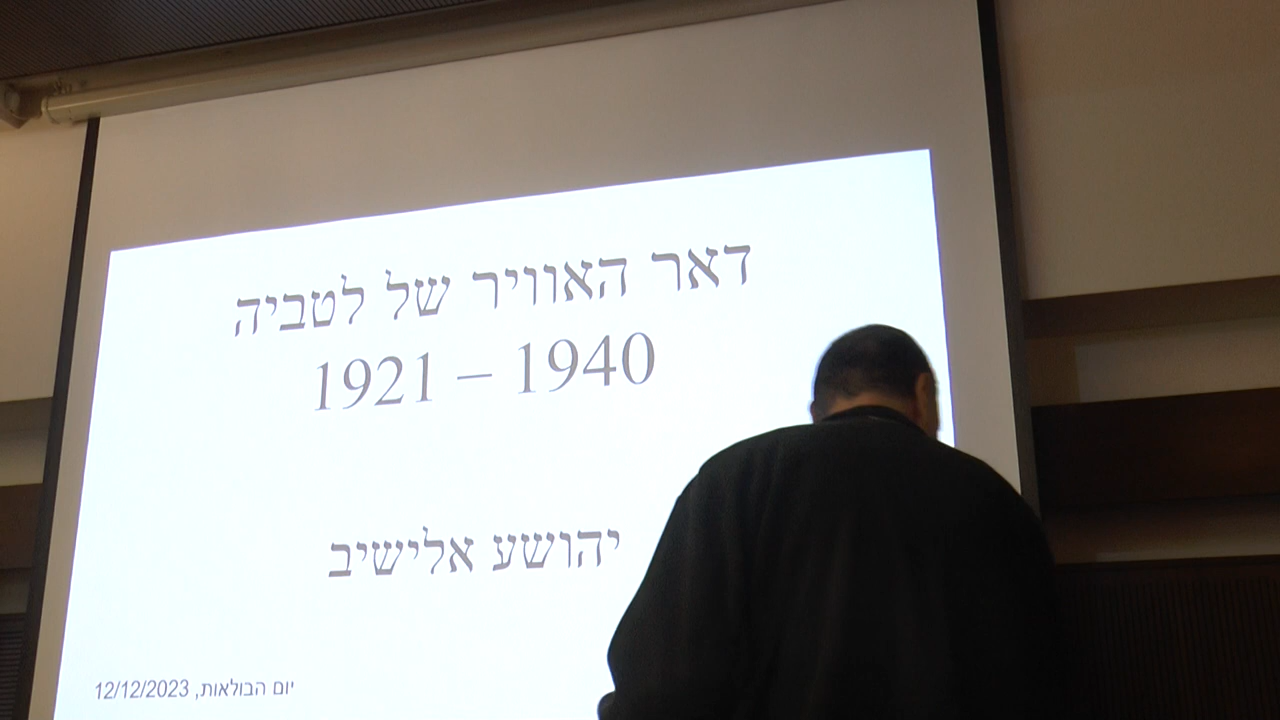 דאר האוויר של לטביה
1921 – 1940
יהושע אלישיב
יום הבולאות, 12/12/2023